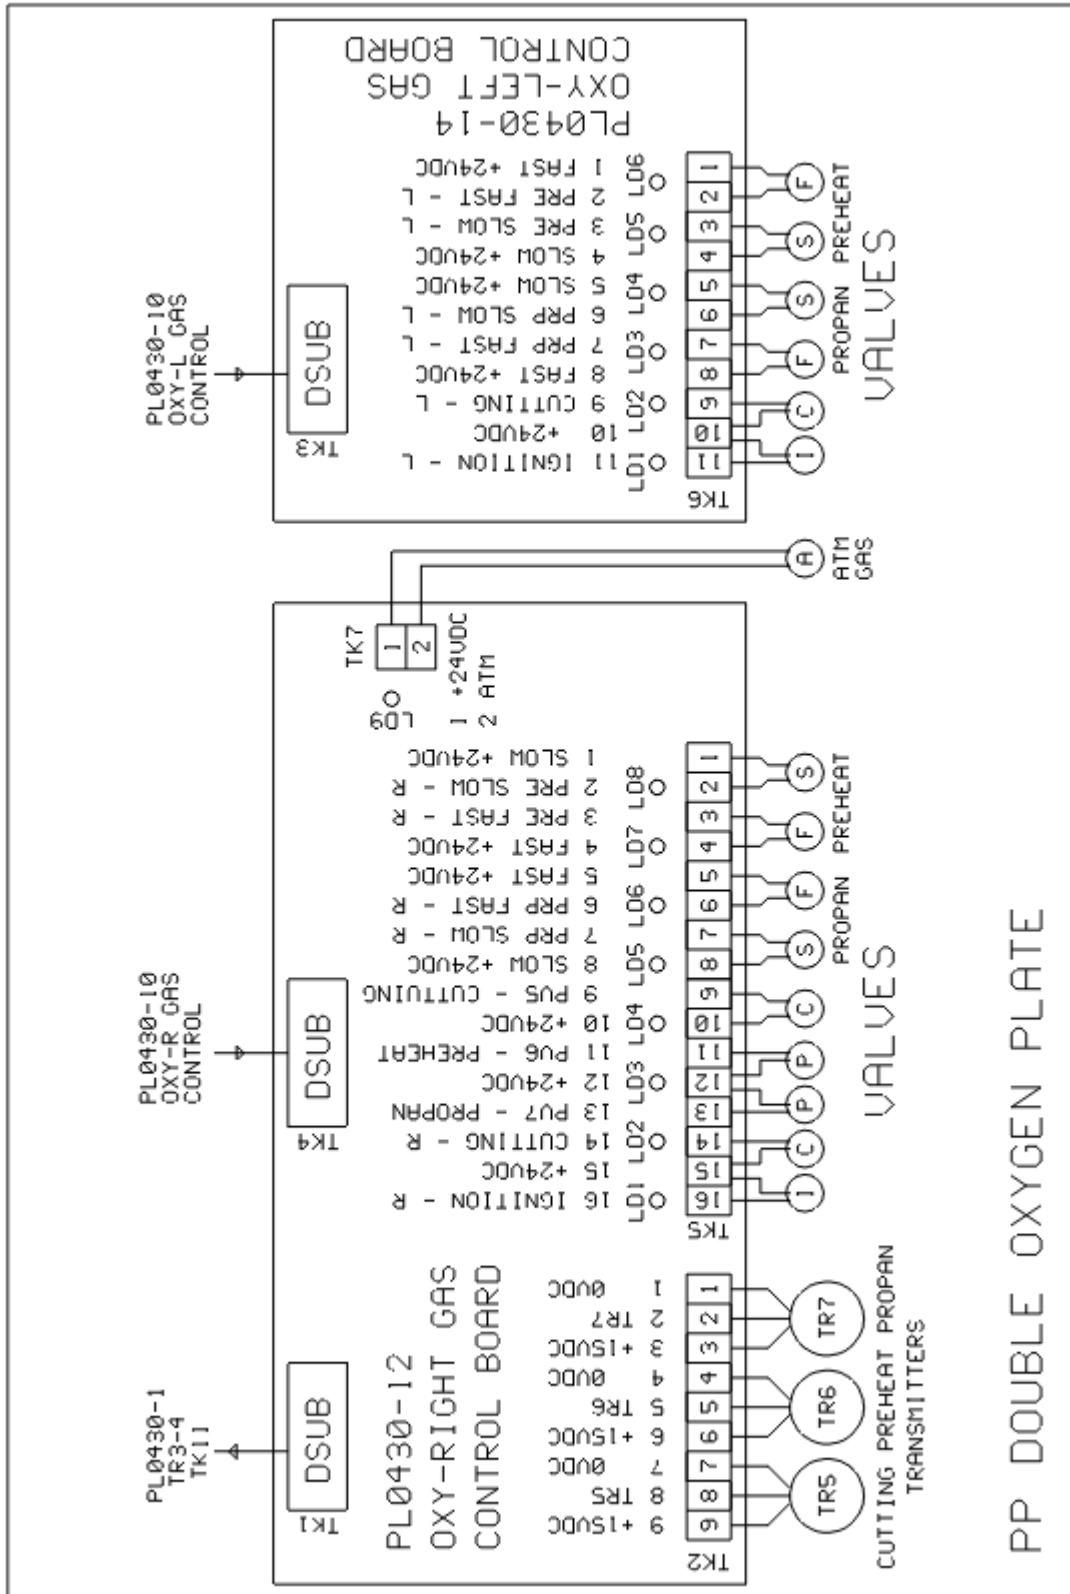 PP DOUBLE OXYGEN PLATE
PL0430-1
TR3-4
TK11
DSUB
TK1
PL0430-12
OXY-RIGHT GAS
CONTROL BOARD
1 0VDC
2 TR7
3 +15VDC
4 0VDC
5 TR6
6 +15VDC
7 0VDC
8 TR5
9 +15VDC
1
2
3
4
5
6
7
8
9
TK2
TR5
TR6
TR7
CUTTING PREHEAT PROPAN
TRANSMITTERS
PL0430-10
OXY-R GAS
CONTROL
DSUB
TK4
1 SLOW +24VDC
2 PRE SLOW - R
3 PRE FAST - R
4 FAST +24VDC
5 FAST +24VDC
6 PRP FAST - R
7 PRP SLOW - R
8 SLOW +24VDC
9 PV5 - CUTTUING
10 +24VDC
11 PV6 - PREHEAT
12 +24VDC
13 PV7 - PROPAN
14 CUTTING - R
15 +24VDC
16 IGNITION - R
LD8
LD7
LD6
LD5
LD4
LD3
LD2
LD1
1
2
3
4
5
6
7
8
9
10
11
12
13
14
15
16
TK5
I
C
P
P
C
S
F
F
S
PROPAN PREHEAT
VALVES
TK7
1
2
LD9
1 +24VDC
2 ATM
A
ATM
GAS
PL0430-10
OXY-L GAS
CONTROL
DSUB
TK3
PL0430-14
OXY-LEFT GAS
CONTROL BOARD
1 FAST +24VDC
2 PRE FAST - L
3 PRE SLOW - L
4 SLOW +24VDC
5 SLOW +24VDC
6 PRP SLOW - L
7 PRP FAST - L
8 FAST +24VDC
9 CUTTING - L
10 +24VDC
11 IGNITION - L
LD6
LD5
LD4
LD3
LD2
LD1
1
2
3
4
5
6
7
8
9
10
11
TK6
I
C
F
S
S
F
PROPAN PREHEAT
VALVES